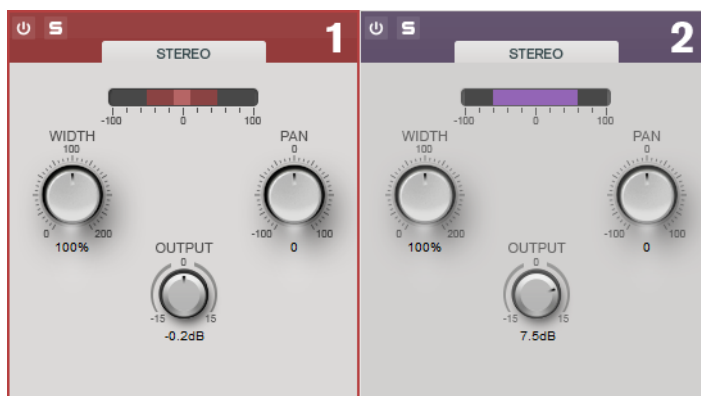 S 1
STEREO
-100 0 100
WIDTH
100
0 200
100%
PAN
0
-100 100
0
OUTPUT
0
-15 15
-0.2dB
S 2
STEREO
-100 0 100
WIDTH
100
0 200
100%
PAN
0
-100 100
0
OUTPUT
0
-15 15
7.5dB